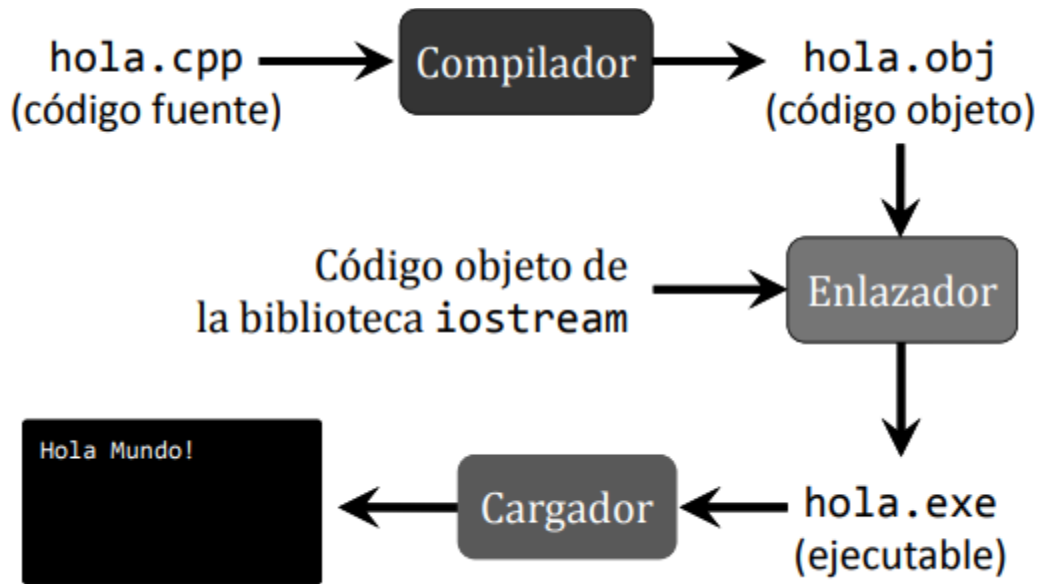 hola.cpp
(código fuente)
Compilador
hola.obj
(código objeto)
Código objeto de
la biblioteca iostream
Enlazador
hola.exe
(ejecutable)
Cargador
Hola Mundo!